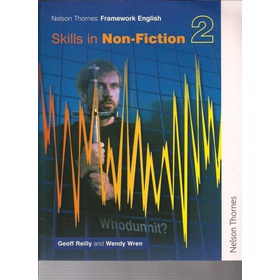 Nelson Thornes Framework English
Skills in Non-Fiction 2
Whodunnit?
Geoff Reilly and Wendy Wren
Nelson Thornes